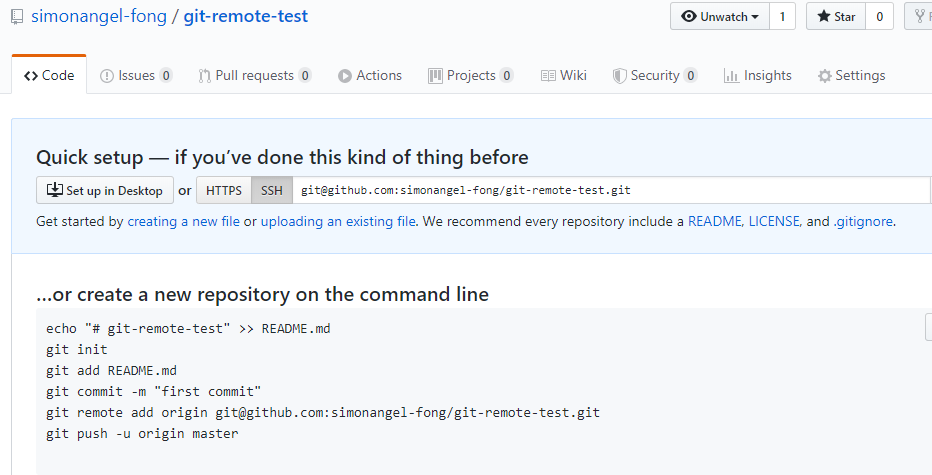 simonangel-fong / git-remote-test
Unwatch 1 Star 0
Code Issues 0 Pull requests 0 Actions Projects 0 Wiki Security 0 Insights Settings
Quick setup — if you’ve done this kind of thing before
Set up in Desktop or HTTPS SSH git@github.com:simonangel-fong/git-remote-test.git
Get started by creating a new file or uploading an existing file. We recommend every repository include a README, LICENSE, and .gitignore.
…or create a new repository on the command line
echo "# git-remote-test" >> README.md
git init
git add README.md
git commit -m "first commit"
git remote add origin git@github.com:simonangel-fong/git-remote-test.git
git push -u origin master